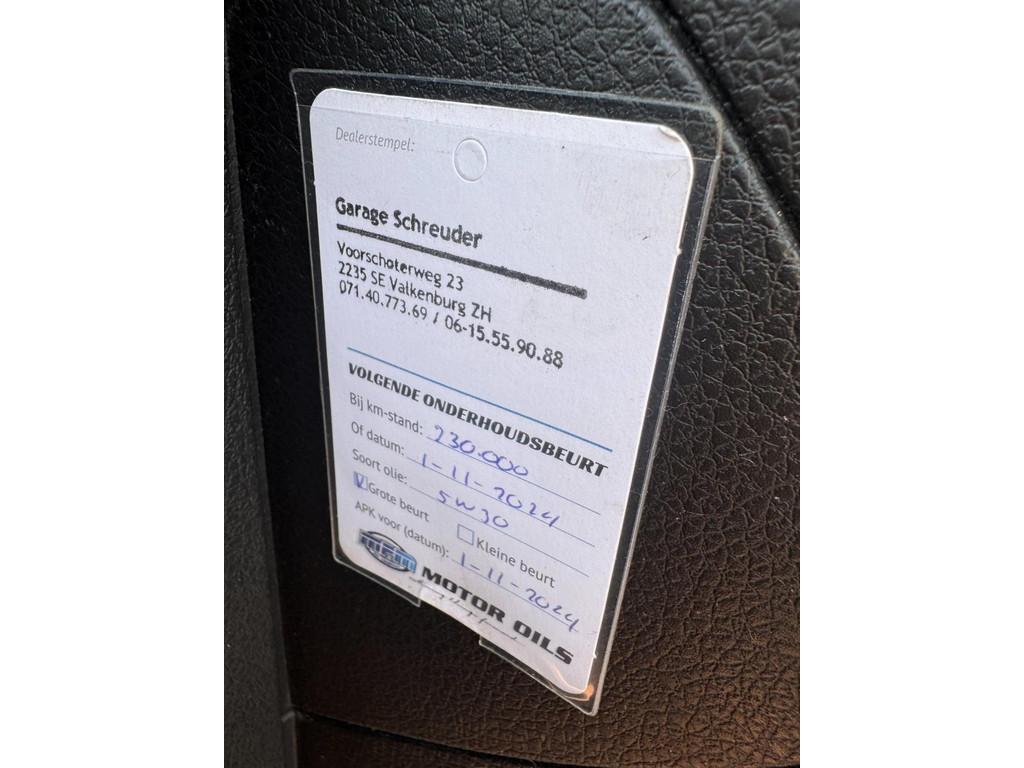 Dealerstempel:
Garage Schreuder
Voorschoterweg 23
2235 SE Valkenburg ZH
071.40.773.69 / 06-15.55.90.88
VOLGENDE ONDERHOUDSBEURT
Bij km-stand: 230.000
Of datum: 1-11-2024
Soort olie: 5W30
Grote beurt Kleine beurt
APK voor (datum): 1-11-2024
MOTOR OILS